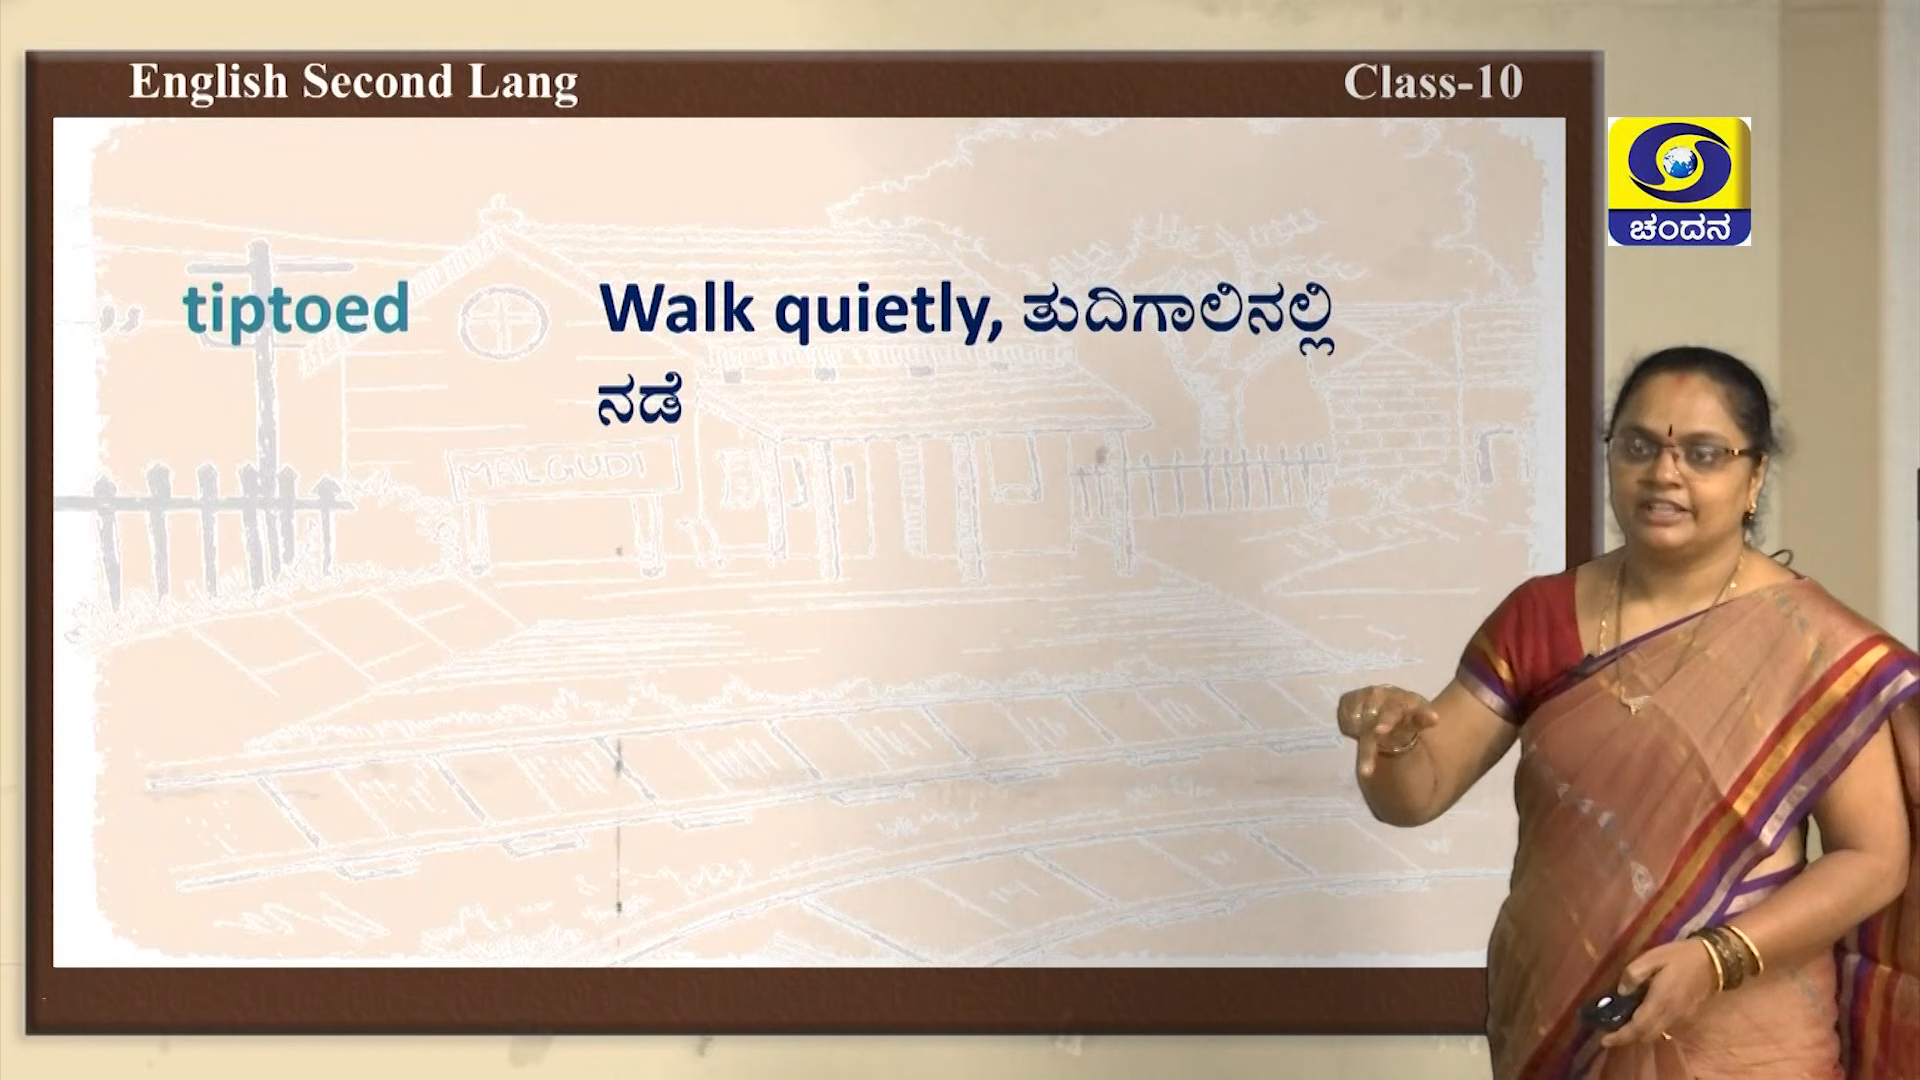 English Second Lang
Class-10
ಚಂದನ
tiptoed
Walk quietly, ತುದಿಗಾಲಿನಲ್ಲಿ
ನಡೆ
MALGUDI